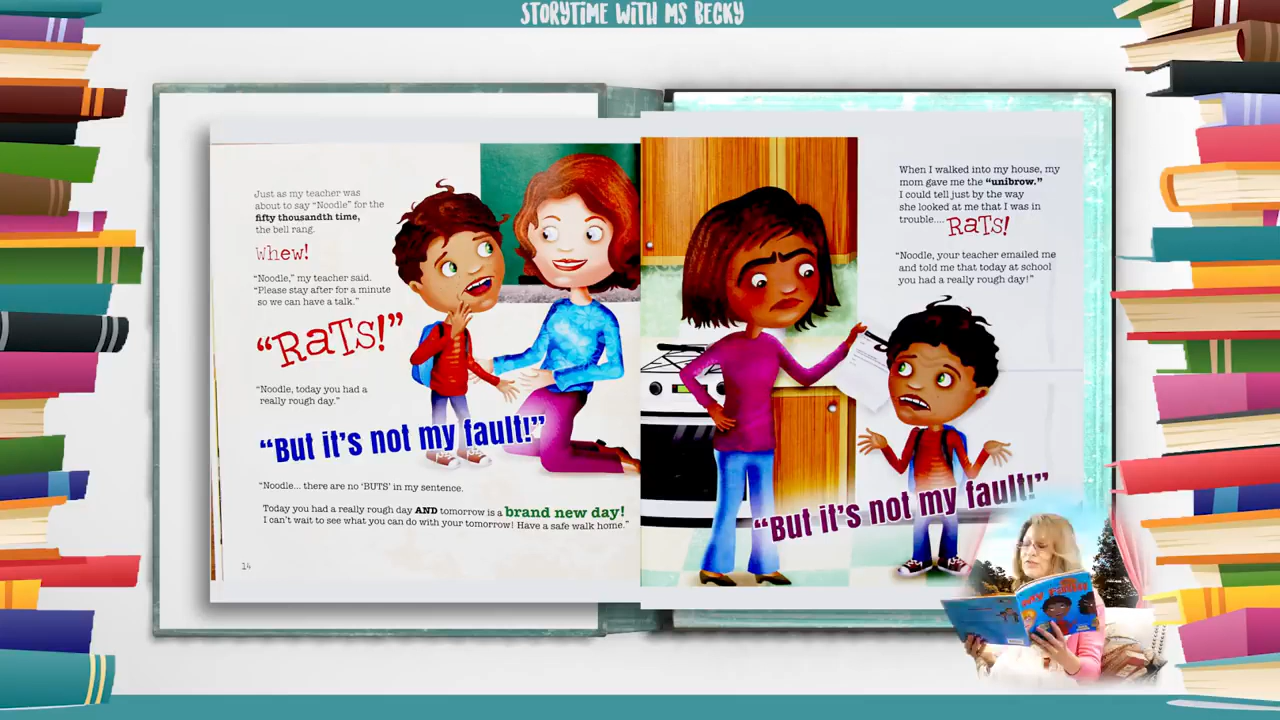 STORYTIME WITH MS BECKY
Just as my teacher was
about to say "Noodle" for the
fifty thousandth time,
the bell rang.
Whew!
"Noodle," my teacher said.
"Please stay after for a minute
so we can have a talk."
"RATS!"
"Noodle, today you had a
really rough day."
"But it's not my fault!"
"Noodle... there are no 'BUTS' in my sentence.
Today you had a really rough day AND tomorrow is a brand new day!
I can't wait to see what you can do with your tomorrow! Have a safe walk home."
14
When I walked into my house, my
mom gave me the "unibrow."
I could tell just by the way
she looked at me that I was in
trouble.... RATS!
"Noodle, your teacher emailed me
and told me that today at school
you had a really rough day!"
"But it's not my fault!"